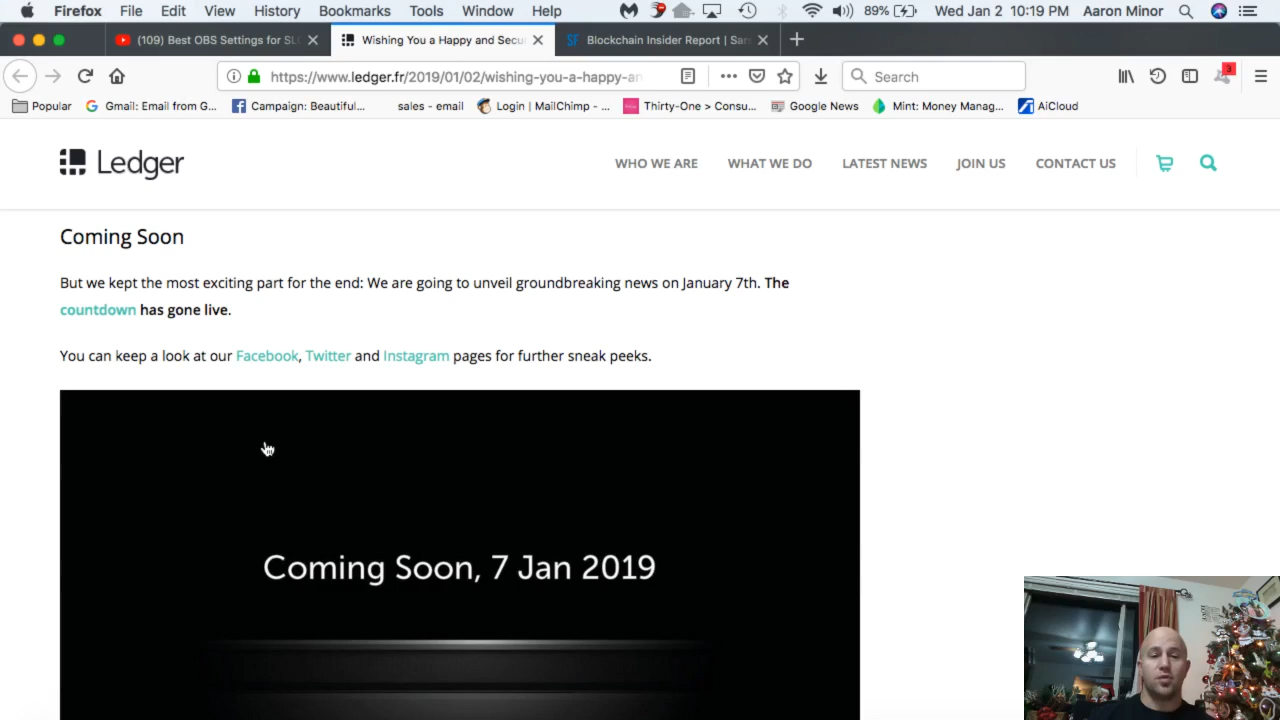 Firefox File Edit View History Bookmarks Tools Window Help 89% Wed Jan 2 10:19 PM Aaron Minor
(109) Best OBS Settings for SL Wishing You a Happy and Secu Blockchain Insider Report | San
https://www.ledger.fr/2019/01/02/wishing-you-a-happy-an Search 3
Popular Gmail: Email from G... Campaign: Beautiful... sales - email Login | MailChimp - ... Thirty-One > Consu... Google News Mint: Money Manag... AiCloud
Ledger WHO WE ARE WHAT WE DO LATEST NEWS JOIN US CONTACT US
Coming Soon
But we kept the most exciting part for the end: We are going to unveil groundbreaking news on January 7th. The
countdown has gone live.
You can keep a look at our Facebook, Twitter and Instagram pages for further sneak peeks.
Coming Soon, 7 Jan 2019